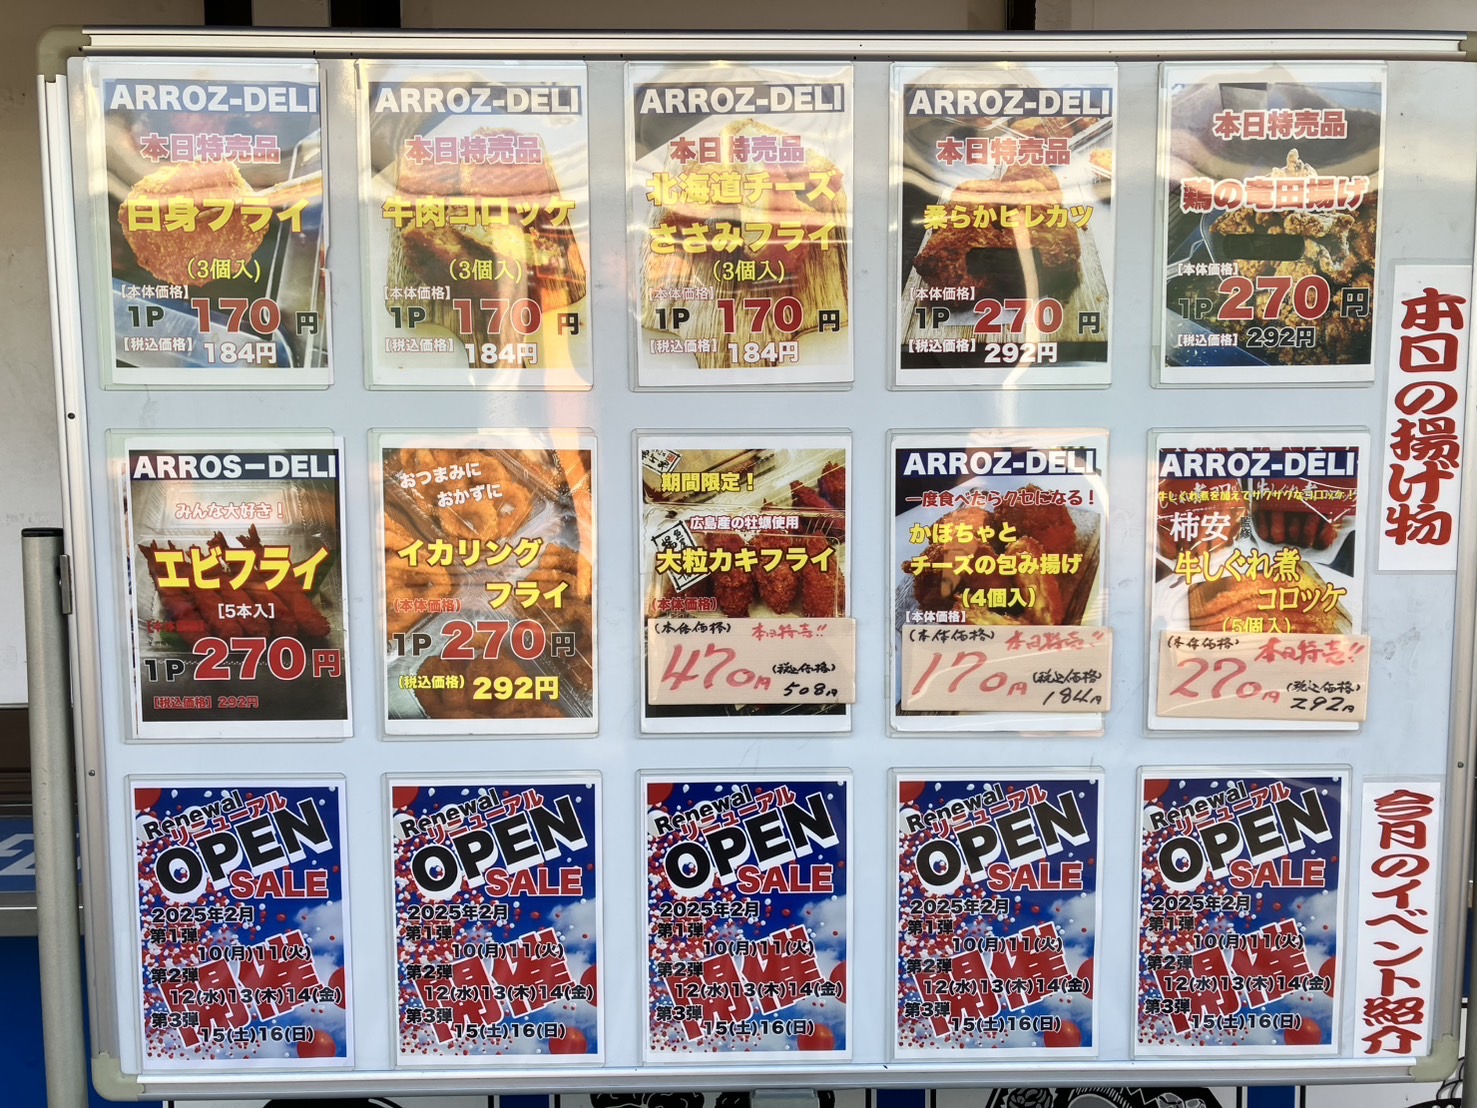 ARROZ-DELI
本日特売品
白身フライ
(3個入)
【本体価格】
1P 170円
【税込価格】184円
ARROZ-DELI
本日特売品
牛肉コロッケ
(3個入)
【本体価格】
1P 170円
【税込価格】184円
ARROZ-DELI
本日特売品
北海道チーズ
ささみフライ
(3個入)
【本体価格】
1P 170円
【税込価格】184円
ARROZ-DELI
本日特売品
柔らかヒレカツ
【本体価格】
1P 270円
【税込価格】292円
本日特売品
鶏の竜田揚げ
【本体価格】
1P 270円
【税込価格】292円
本日の揚げ物
ARROS-DELI
みんな大好き!
エビフライ
[5本入]
1P 270円
【税込価格】292円
おつまみに
おかずに
イカリング
フライ
(本体価格)
1P 270円
(税込価格) 292円
期間限定!
広島産の牡蠣使用
大粒カキフライ
(本体価格)
(本体価格) 本日特売!!
470円 (税込価格)
508円
ARROZ-DELI
一度食べたらクセになる!
かぼちゃと
チーズの包み揚げ
(4個入)
【本体価格】
(本体価格) 本日特売!!
170円 (税込価格)
184円
ARROZ-DELI
牛しぐれ煮を加えてサクサクなコロッケ!
柿安
牛しぐれ煮
コロッケ
(5個入)
(本体価格) 本日特売!!
270円 (税込価格)
292円
Renewal
リニューアル
OPEN
SALE
2025年2月
第1弾
10(月)11(火)
第2弾
12(水)13(木)14(金)
第3弾
15(土)16(日)
開催
Renewal
リニューアル
OPEN
SALE
2025年2月
第1弾
10(月)11(火)
第2弾
12(水)13(木)14(金)
第3弾
15(土)16(日)
開催
Renewal
リニューアル
OPEN
SALE
2025年2月
第1弾
10(月)11(火)
第2弾
12(水)13(木)14(金)
第3弾
15(土)16(日)
開催
Renewal
リニューアル
OPEN
SALE
2025年2月
第1弾
10(月)11(火)
第2弾
12(水)13(木)14(金)
第3弾
15(土)16(日)
開催
Renewal
リニューアル
OPEN
SALE
2025年2月
第1弾
10(月)11(火)
第2弾
12(水)13(木)14(金)
第3弾
15(土)16(日)
開催
今月のイベント紹介